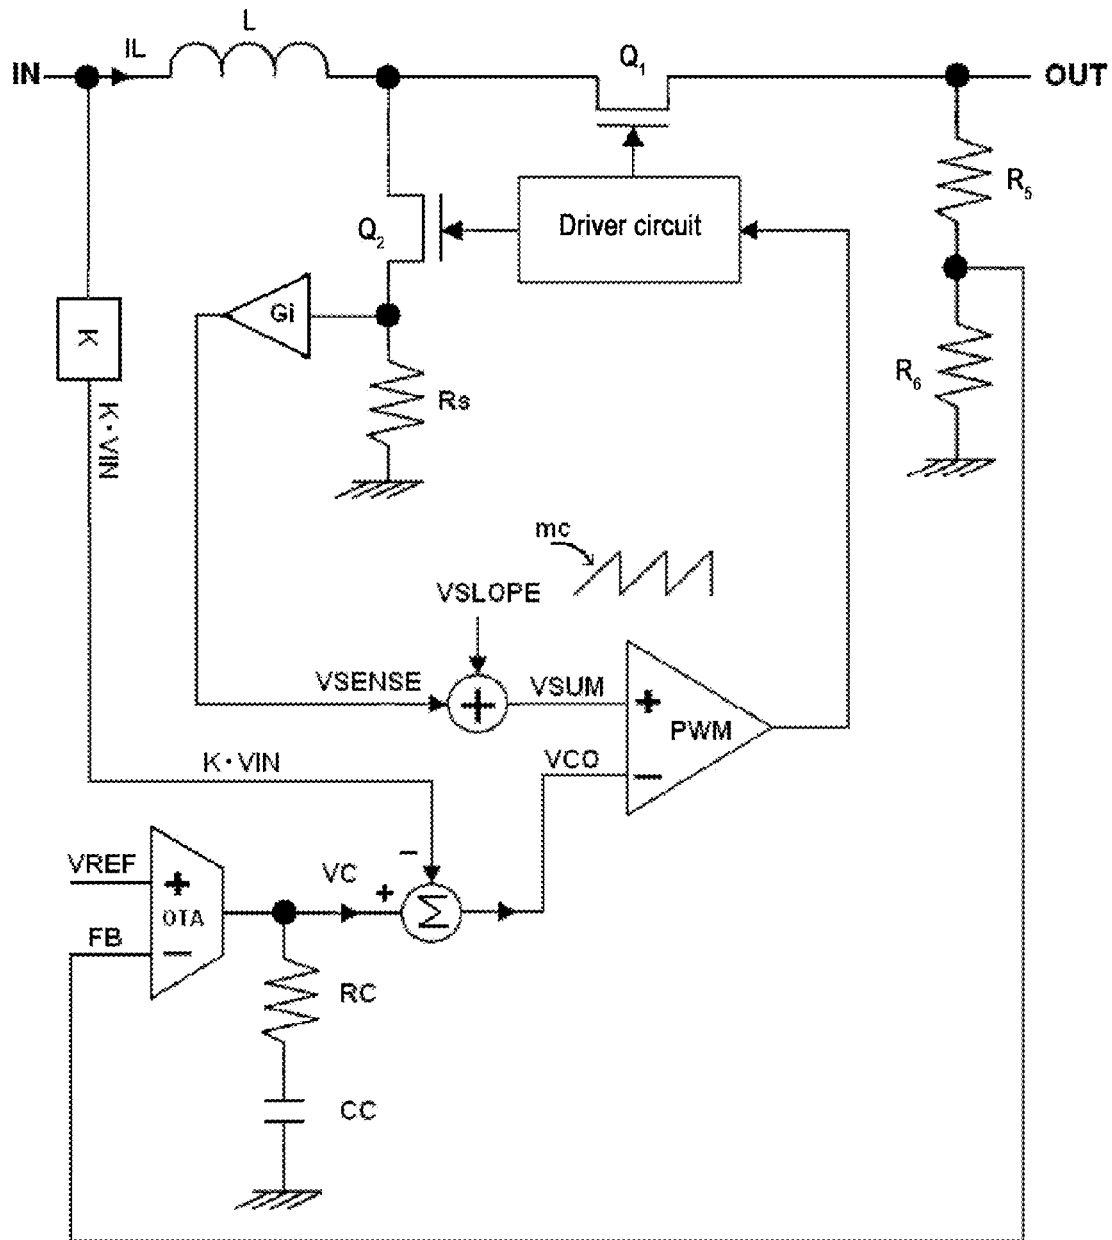 L
IL
IN
Q₁
OUT
R₅
Q₂
Driver circuit
Gi
K
R₆
Rs
K·VIN
mc
VSLOPE
VSENSE
+
VSUM
+
PWM
K·VIN
VCO
−
−
VREF
+
VC
+
OTA
Σ
FB
−
RC
CC